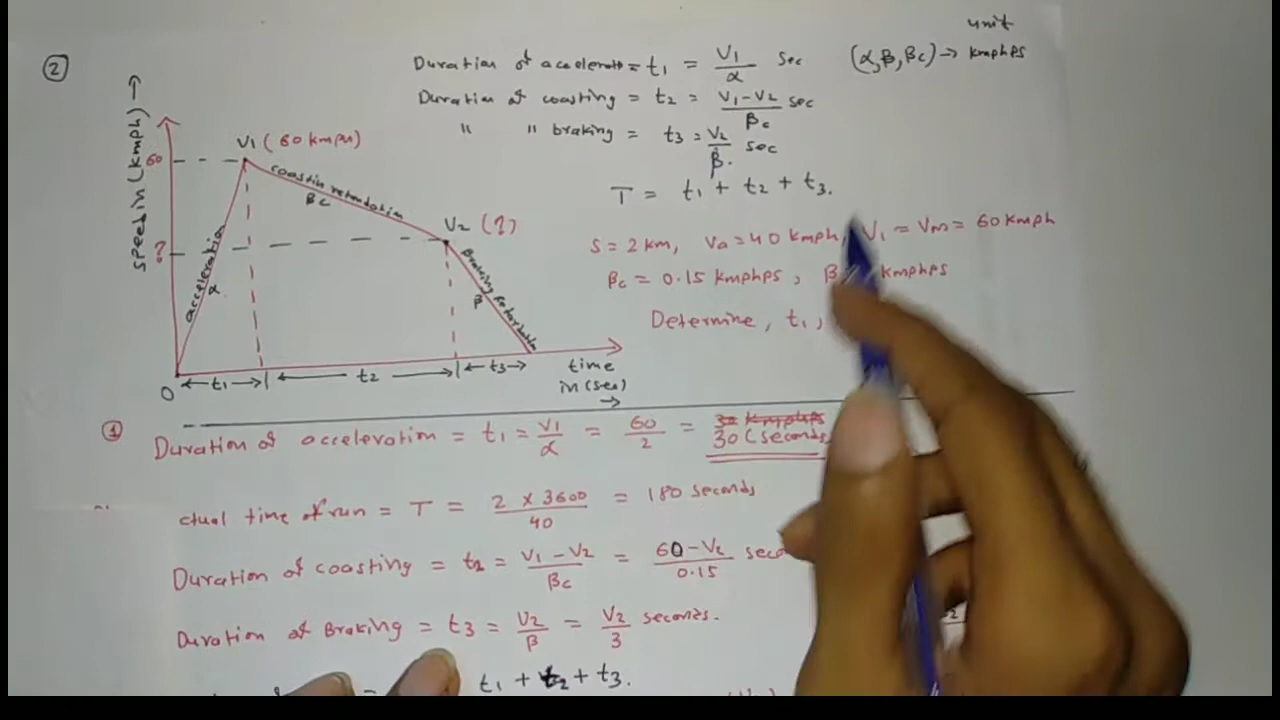 unit
②
Duration of acceleratn = t₁ = V₁/α sec (α, β, βc) → kmphps
Duration of coasting = t₂ = V₁-V₂/βc sec
" " braking = t₃ = V₂/β. sec
T = t₁ + t₂ + t₃.
speed in (kmph) →
60
V₁ (60 kmph)
coastin retardation
βc
V₂ (?)
?
acceleration
α
Braking Retardation
β
0
t₁
t₂
t₃
time
in (sec)
→
S = 2 km, Va = 40 kmph, V₁ = Vm = 60 kmph
βc = 0.15 kmphps, β kmphps
Determine, t₁,
① Duration of acceleration = t₁ = V₁/α = 60/2 = 30 kmphps
30 (seconds
ctual time of run = T = 2 × 3600/40 = 180 seconds
Duration of coasting = t₂ = V₁ - V₂/βc = 60 - V₂/0.15
Duration of Braking = t₃ = V₂/β = V₂/3 seconds.
t₁ + t₂ + t₃.